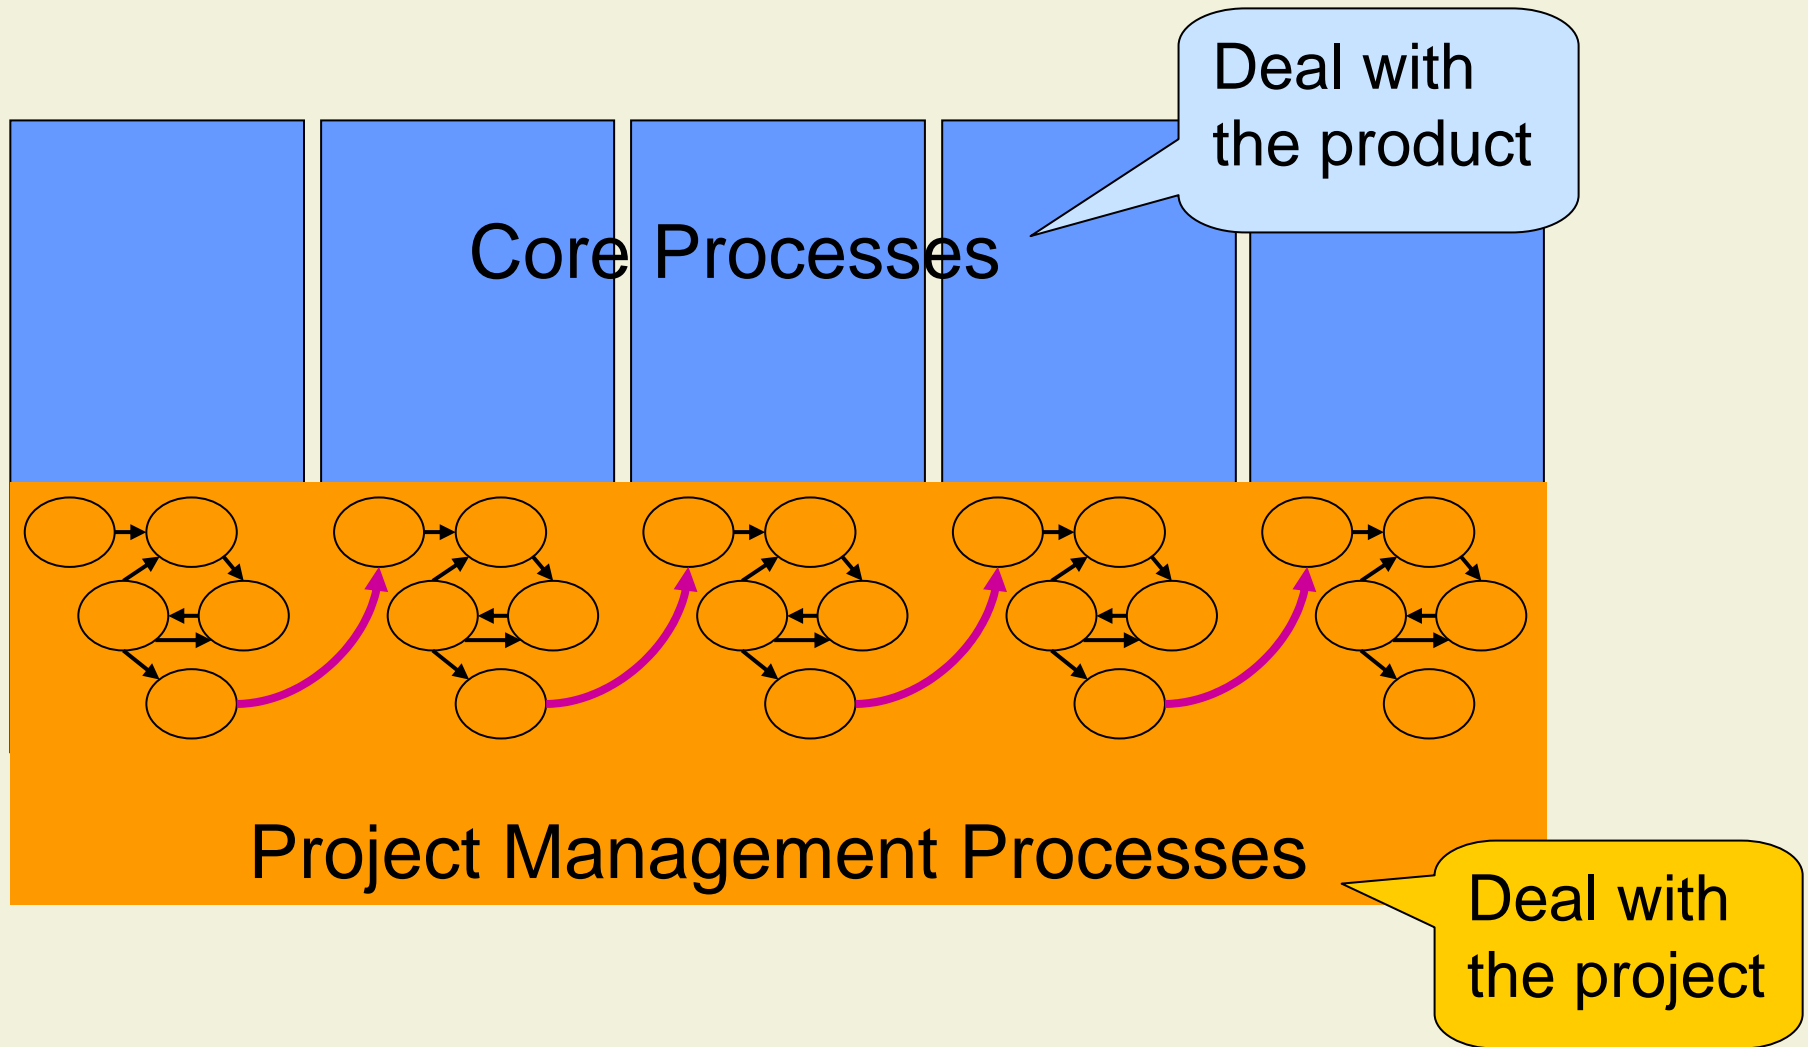 Deal with
the product
Core Processes
Project Management Processes
Deal with
the project